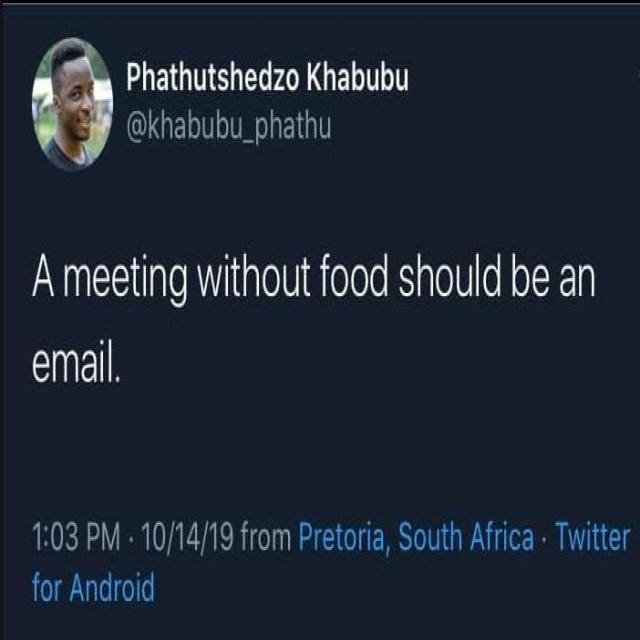 Phathutshedzo Khabubu
@khabubu_phathu
A meeting without food should be an
email.
1:03 PM · 10/14/19 from Pretoria, South Africa · Twitter
for Android